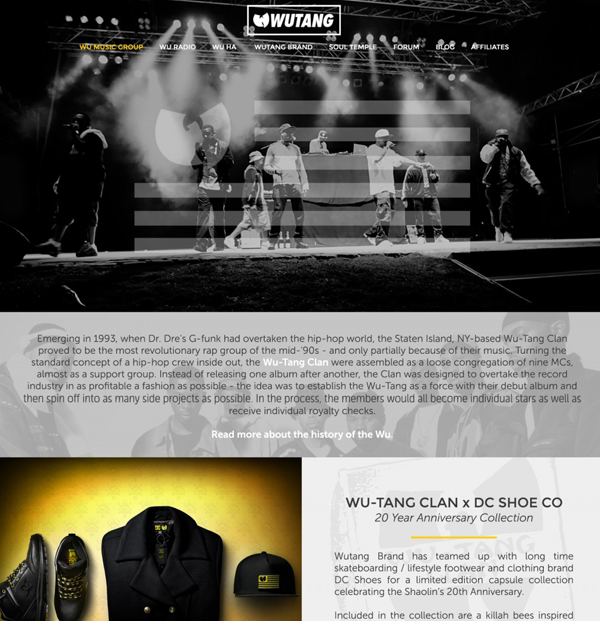 WUTANG
WU MUSIC GROUP WU RADIO WU HA WUTANG BRAND SOUL TEMPLE FORUM BLOG AFFILIATES
Emerging in 1993, when Dr. Dre's G-funk had overtaken the hip-hop world, the Staten Island, NY-based Wu-Tang Clan
proved to be the most revolutionary rap group of the mid-'90s - and only partially because of their music. Turning the
standard concept of a hip-hop crew inside out, the Wu-Tang Clan were assembled as a loose congregation of nine MCs,
almost as a support group. Instead of releasing one album after another, the Clan was designed to overtake the record
industry in as profitable a fashion as possible - the idea was to establish the Wu-Tang as a force with their debut album and
then spin off into as many side projects as possible. In the process, the members would all become individual stars as well as
receive individual royalty checks.
Read more about the history of the Wu.
WU-TANG CLAN x DC SHOE CO
20 Year Anniversary Collection
Wutang Brand has teamed up with long time
skateboarding / lifestyle footwear and clothing brand
DC Shoes for a limited edition capsule collection
celebrating the Shaolin's 20th Anniversary.
Included in the collection are a killah bees inspired